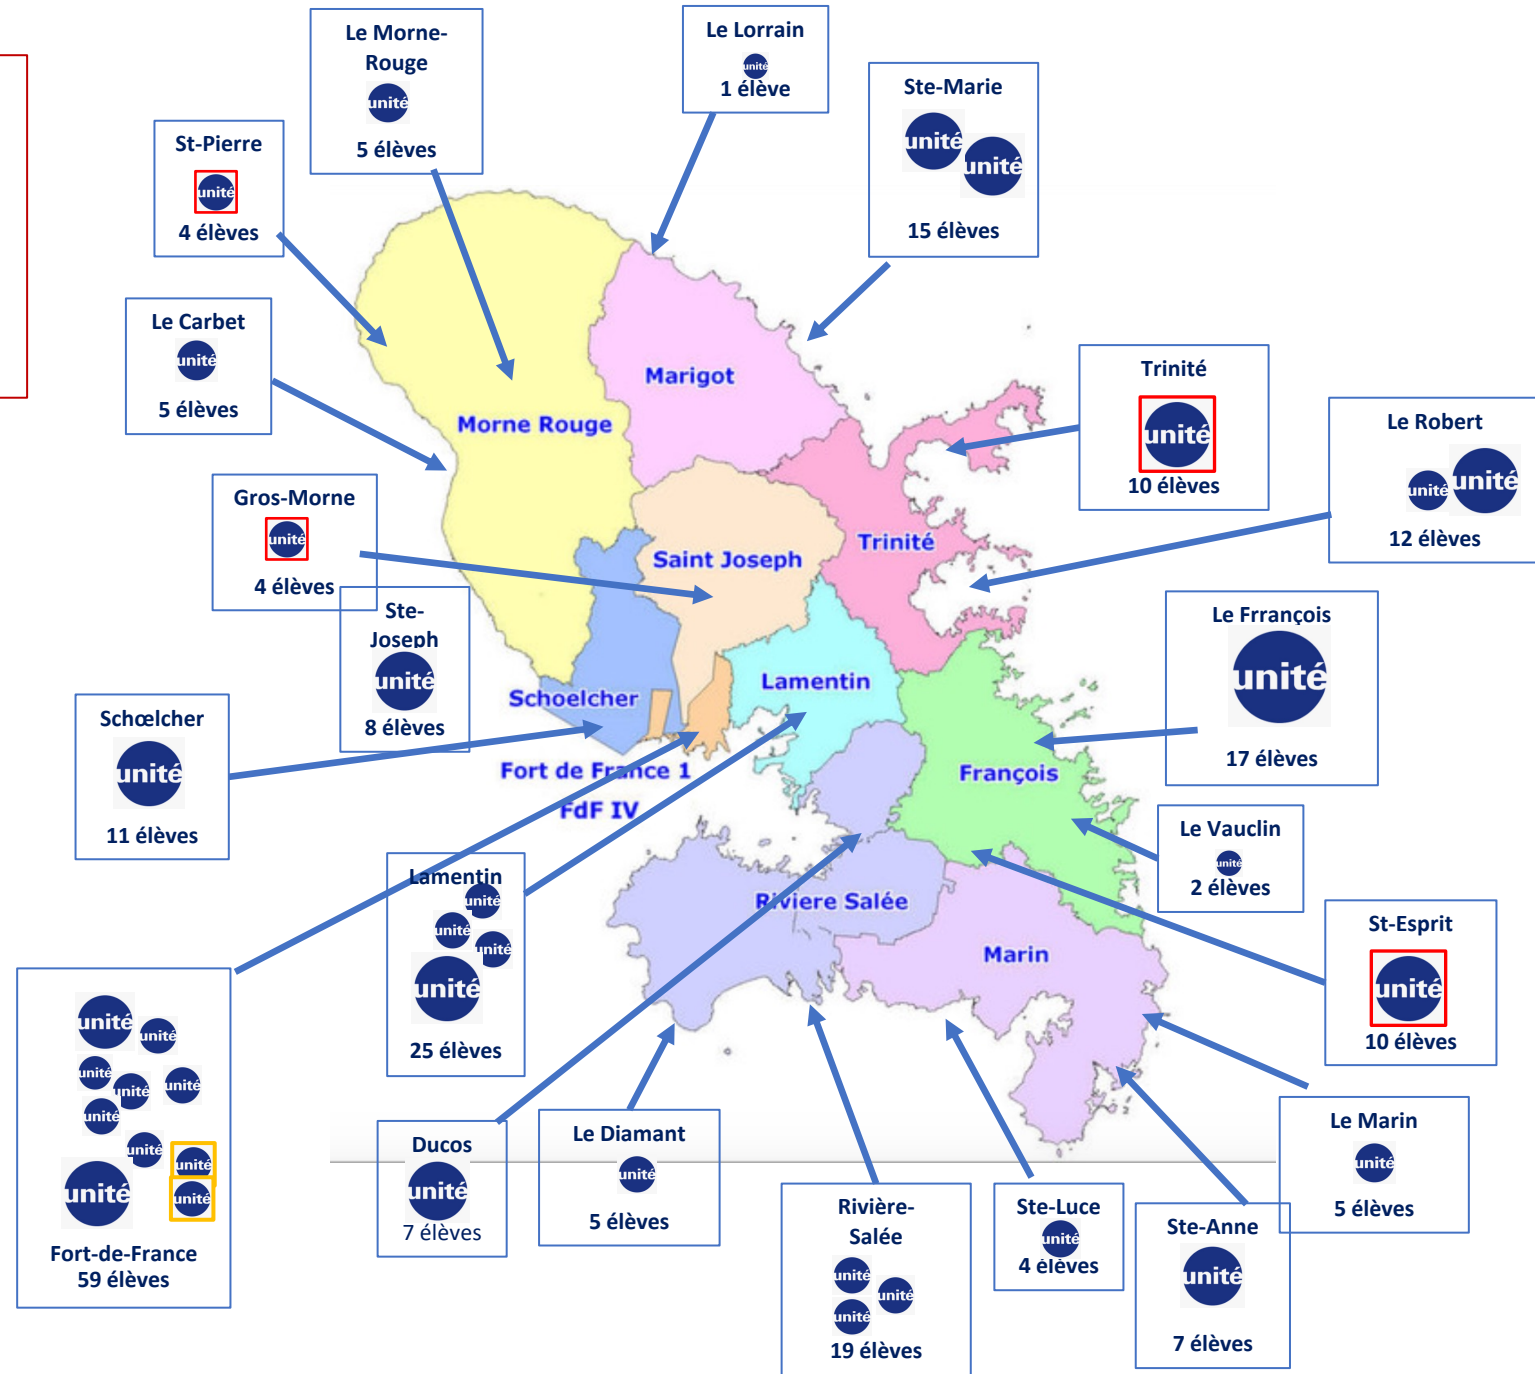 Le Morne-
Rouge
unité
5 élèves
Le Lorrain
unité
1 élève
Ste-Marie
unité
unité
15 élèves
St-Pierre
unité
4 élèves
Le Carbet
unité
5 élèves
Marigot
Morne Rouge
Trinité
unité
10 élèves
Le Robert
unité
unité
12 élèves
Gros-Morne
unité
4 élèves
Saint Joseph
Trinité
Ste-
Joseph
unité
8 élèves
Le Frrançois
unité
17 élèves
Schœlcher
unité
11 élèves
Schoelcher
Lamentin
Fort de France 1
FdF IV
François
Le Vauclin
unité
2 élèves
Lamentin
unité
unité
unité
unité
25 élèves
Riviere Salée
Marin
St-Esprit
unité
10 élèves
unité
unité
unité
unité
unité
unité
unité
unité
unité
unité
Fort-de-France
59 élèves
Ducos
unité
7 élèves
Le Diamant
unité
5 élèves
Rivière-
Salée
unité
unité
unité
19 élèves
Ste-Luce
unité
4 élèves
Ste-Anne
unité
7 élèves
Le Marin
unité
5 élèves